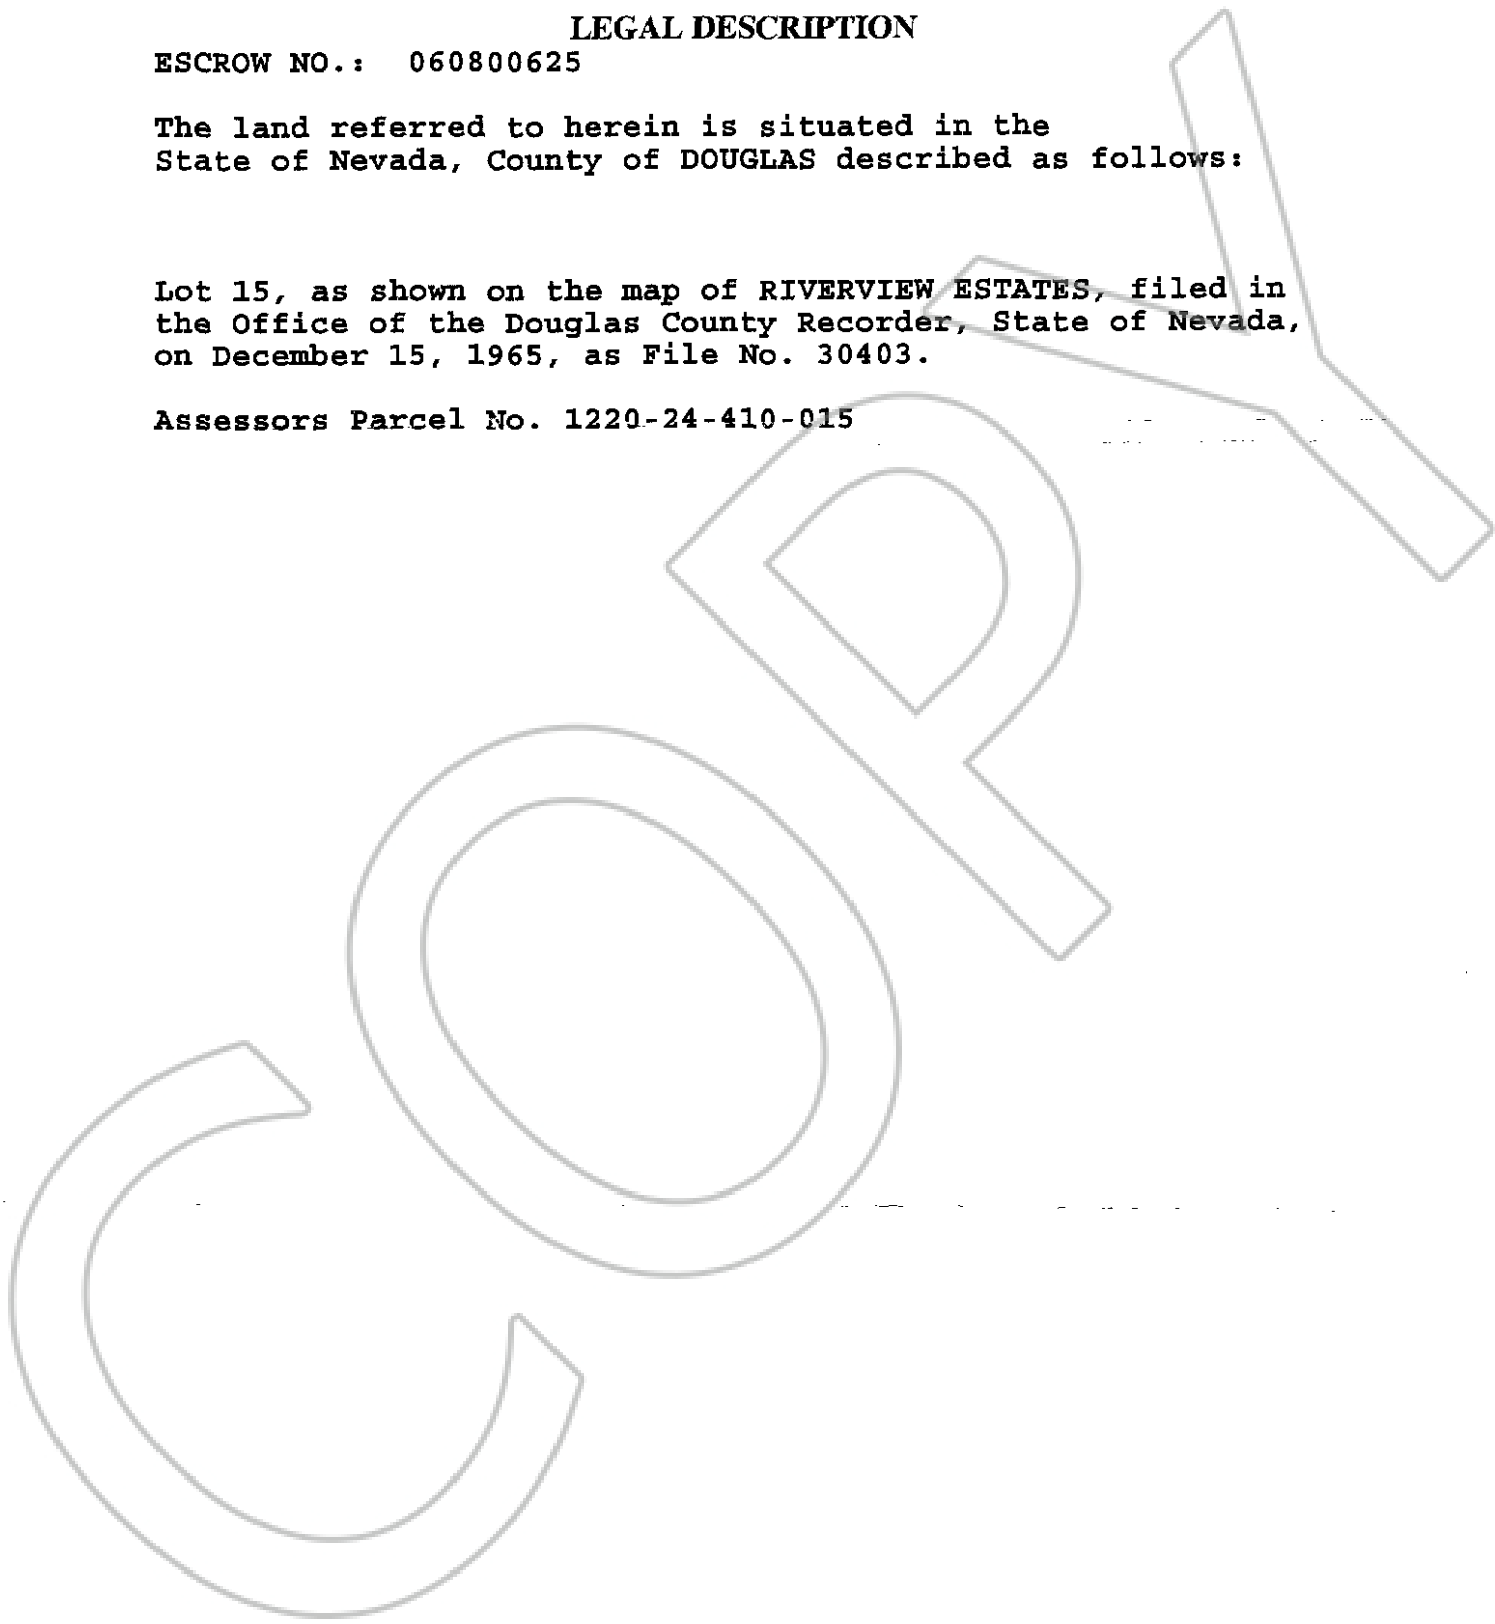 LEGAL DESCRIPTION
ESCROW NO.: 060800625
The land referred to herein is situated in the
State of Nevada, County of DOUGLAS described as follows:
Lot 15, as shown on the map of RIVERVIEW ESTATES, filed in
the Office of the Douglas County Recorder, State of Nevada,
on December 15, 1965, as File No. 30403.
Assessors Parcel No. 1220-24-410-015
COPY